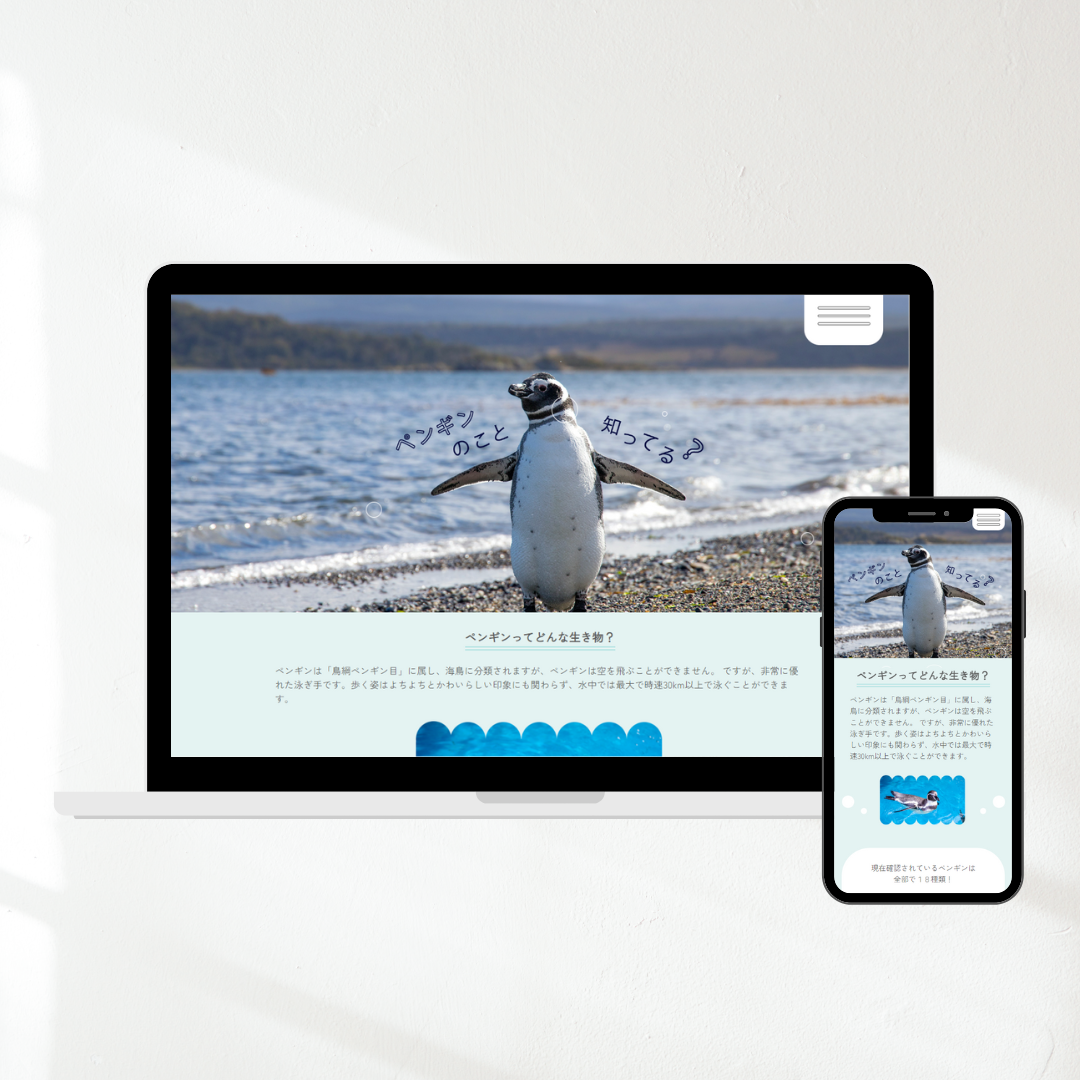 ペンギン
のこと
知ってる?
ペンギンってどんな生き物?
ペンギンは「鳥綱ペンギン目」に属し、海鳥に分類されますが、ペンギンは空を飛ぶことができません。 ですが、非常に優
れた泳ぎ手です。歩く姿はよちよちとかわいらしい印象にも関わらず、水中では最大で時速30km以上で泳ぐことができま
す。
ペンギン
のこと
知ってる?
ペンギンってどんな生き物?
ペンギンは「鳥綱ペンギン目」に属し、海
鳥に分類されますが、ペンギンは空を飛ぶ
ことができません。 ですが、非常に優れた
泳ぎ手です。歩く姿はよちよちとかわいら
しい印象にも関わらず、水中では最大で時
速30km以上で泳ぐことができます。
現在確認されているペンギンは
全部で18種類!